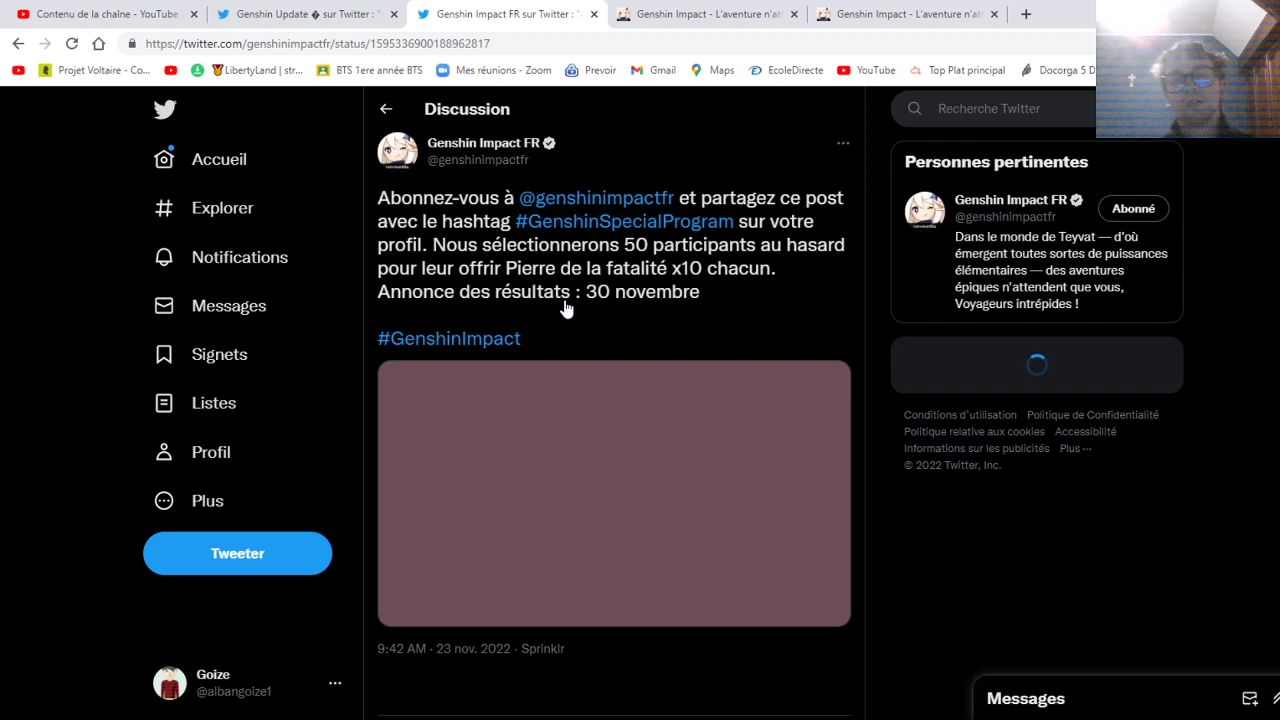 Contenu de la chaîne - YouTube
Genshin Update � sur Twitter : "
Genshin Impact FR sur Twitter : "
Genshin Impact - L'aventure n'att
Genshin Impact - L'aventure n'att
https://twitter.com/genshinimpactfr/status/1595336900188962817
Projet Voltaire - Co...
LibertyLand | str...
BTS 1ere année BTS
Mes réunions - Zoom
Prevoir
Gmail
Maps
EcoleDirecte
YouTube
Top Plat principal
Docorga 5 D
Accueil
Explorer
Notifications
Messages
Signets
Listes
Profil
Plus
Tweeter
Goize
@albangoize1
Discussion
Genshin Impact FR
@genshinimpactfr
Abonnez-vous à @genshinimpactfr et partagez ce post
avec le hashtag #GenshinSpecialProgram sur votre
profil. Nous sélectionnerons 50 participants au hasard
pour leur offrir Pierre de la fatalité x10 chacun.
Annonce des résultats : 30 novembre
#GenshinImpact
9:42 AM · 23 nov. 2022 · Sprinklr
Recherche Twitter
Personnes pertinentes
Genshin Impact FR
@genshinimpactfr
Abonné
Dans le monde de Teyvat — d'où
émergent toutes sortes de puissances
élémentaires — des aventures
épiques n'attendent que vous,
Voyageurs intrépides !
Conditions d'utilisation Politique de Confidentialité
Politique relative aux cookies Accessibilité
Informations sur les publicités Plus ···
© 2022 Twitter, Inc.
Messages